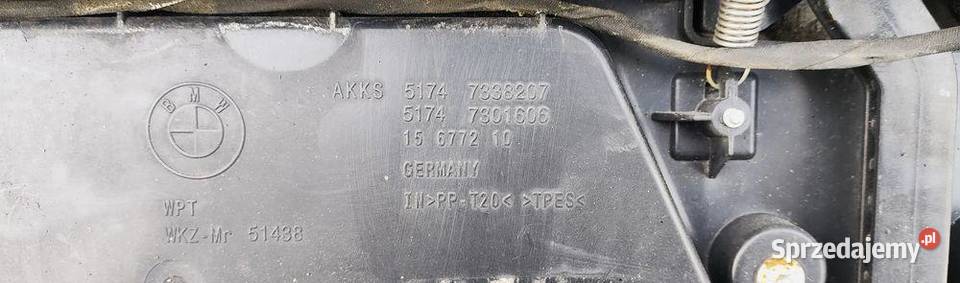 BMW
AKKS 5174 7338207
5174 7301606
15 6772 10
GERMANY
IN>PP-T20< >TPES<
WPT
WKZ-Nr 51438
Sprzedajemy.pl